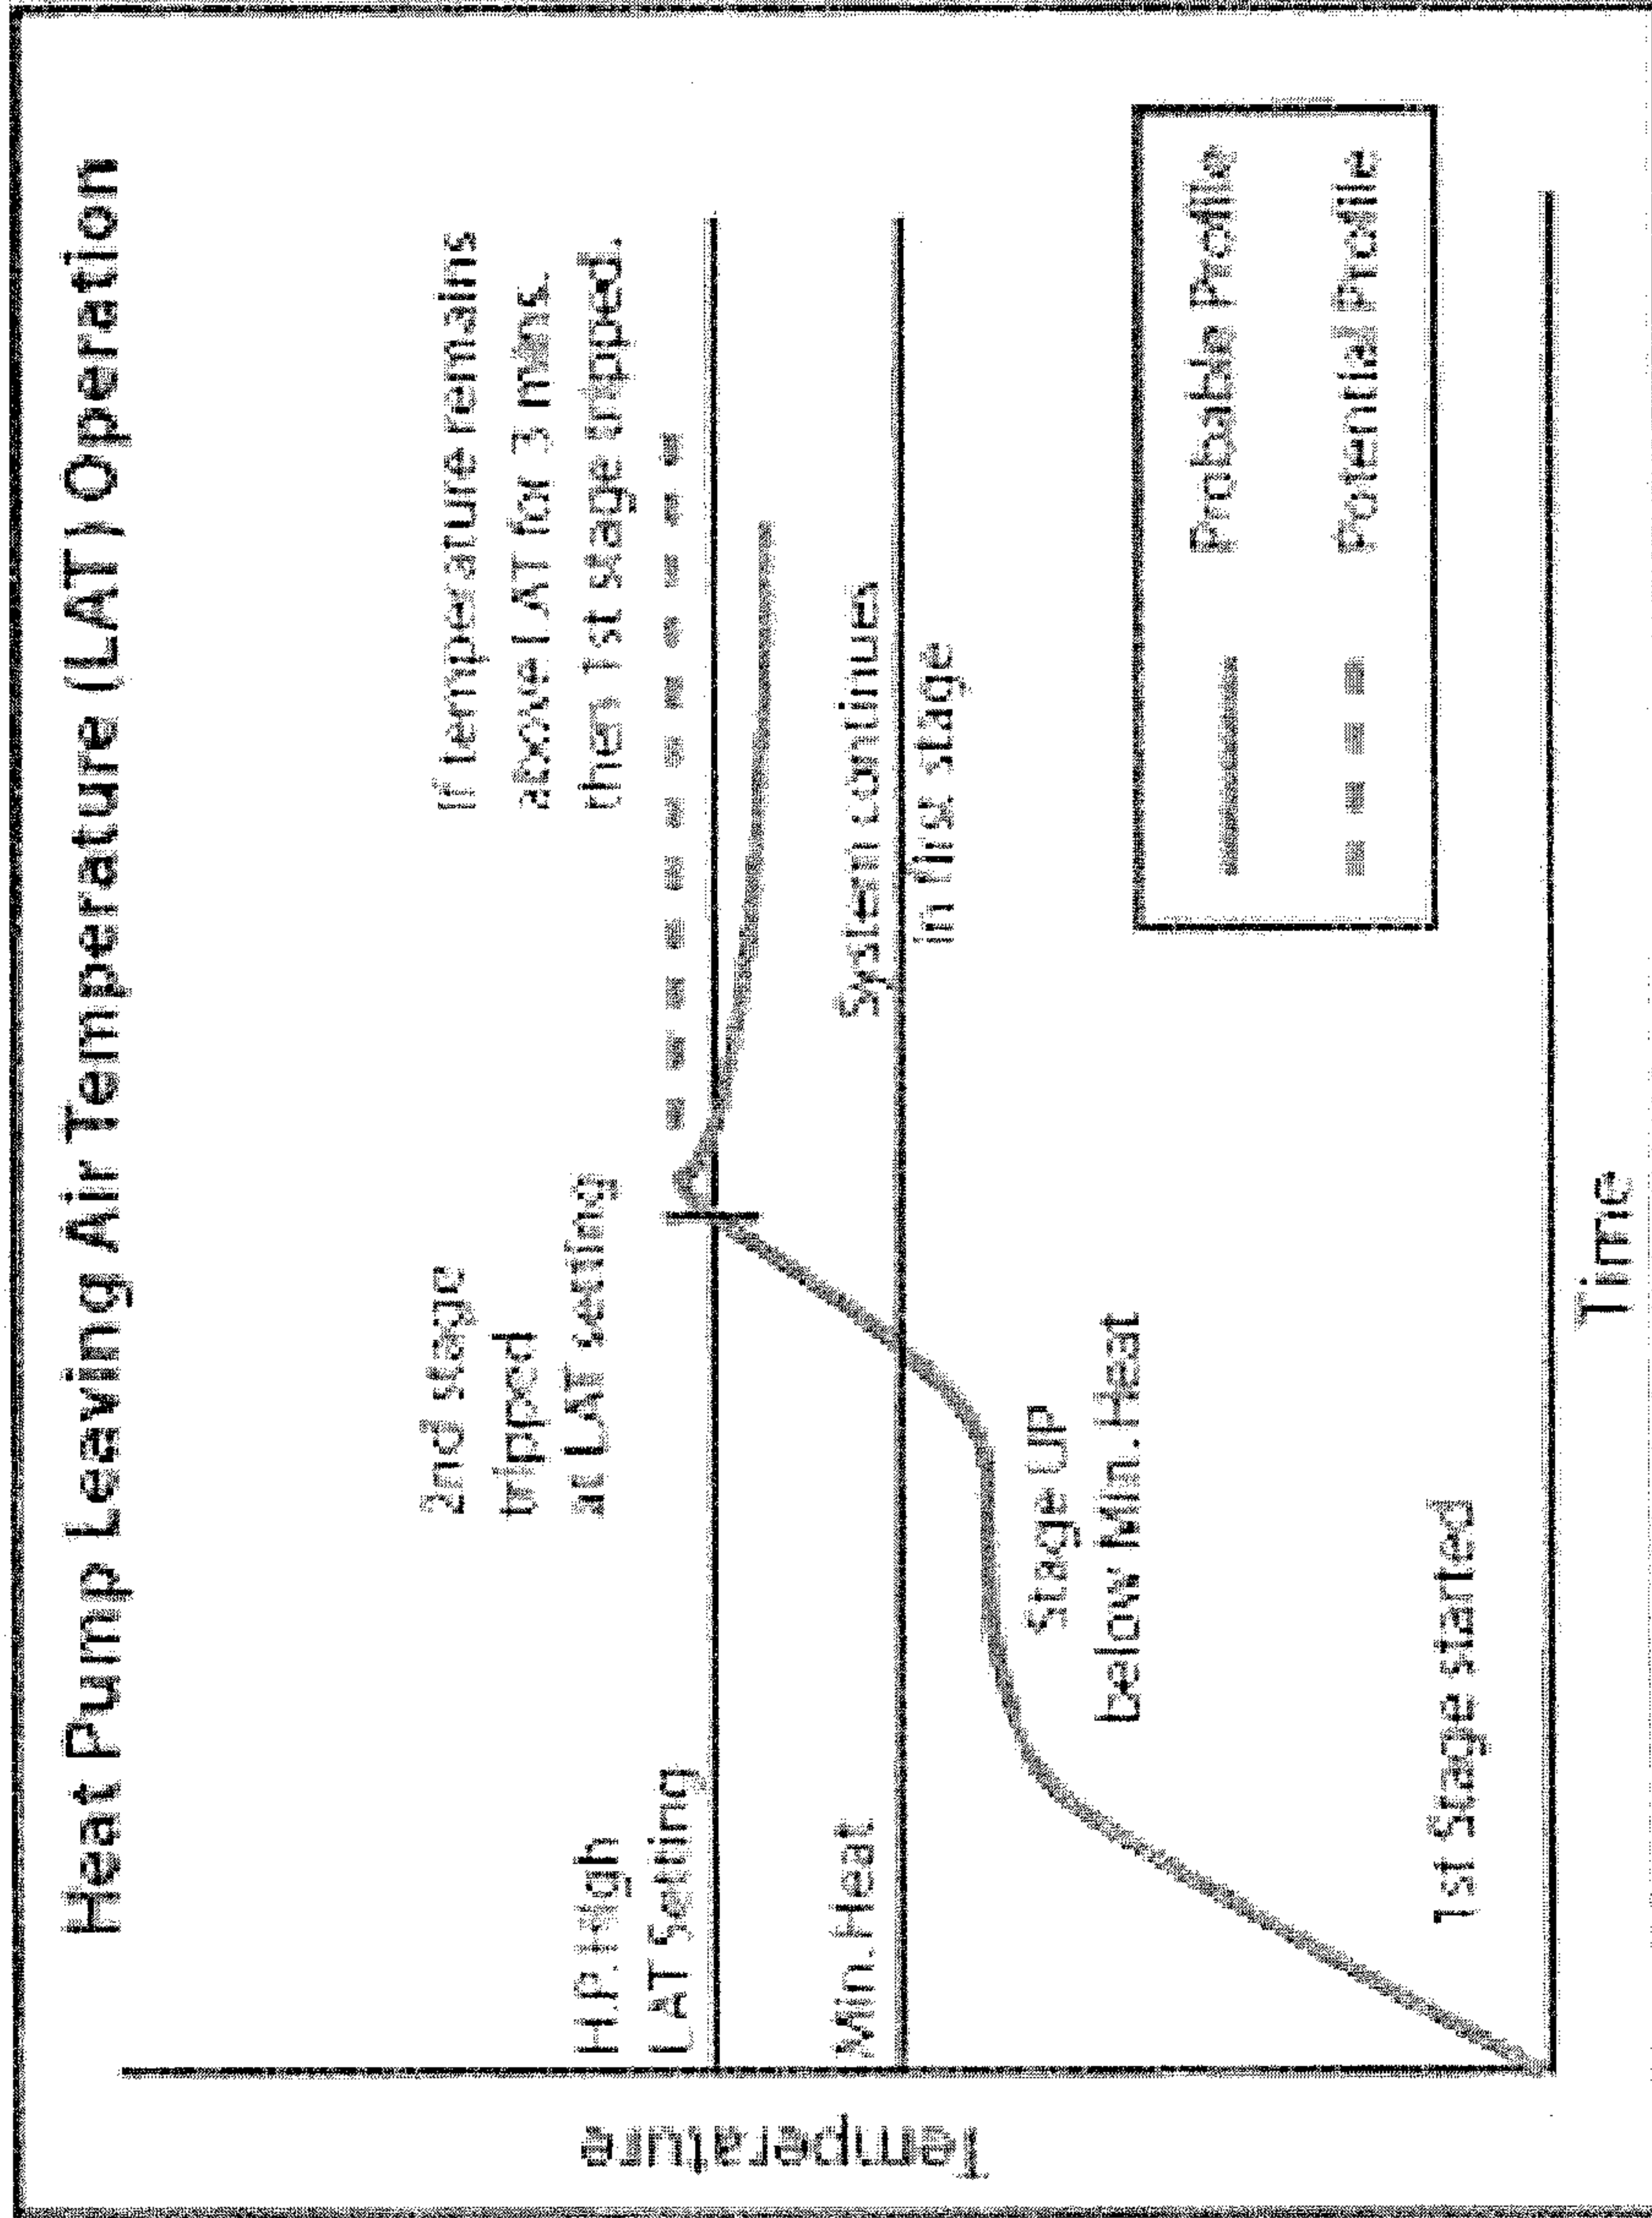 Heat Pump Leaving Air Temperature (LAT) Operation
2nd stage
tripped
at LAT setting
If temperature remains
above LAT for 3 mins.
then 1st stage tripped.
H.P. High
LAT Setting
Min. Heat
System continues
in first stage
Stage Up
below Min. Heat
1st Stage started
Probable Profile
Potential Profile
Temperature
Time